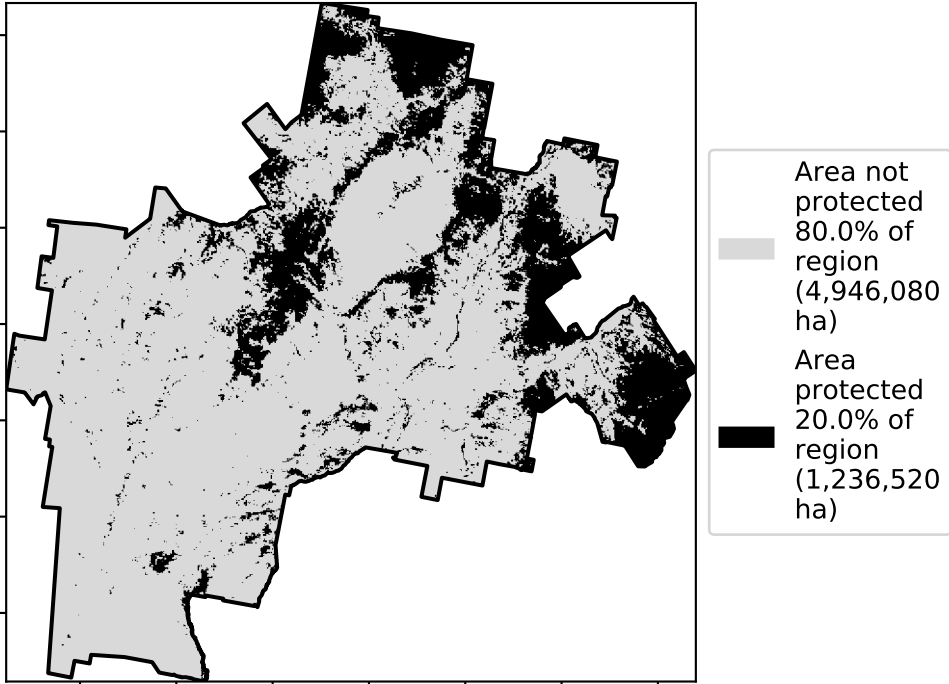 Area not
protected
80.0% of
region
(4,946,080
ha)
Area
protected
20.0% of
region
(1,236,520
ha)